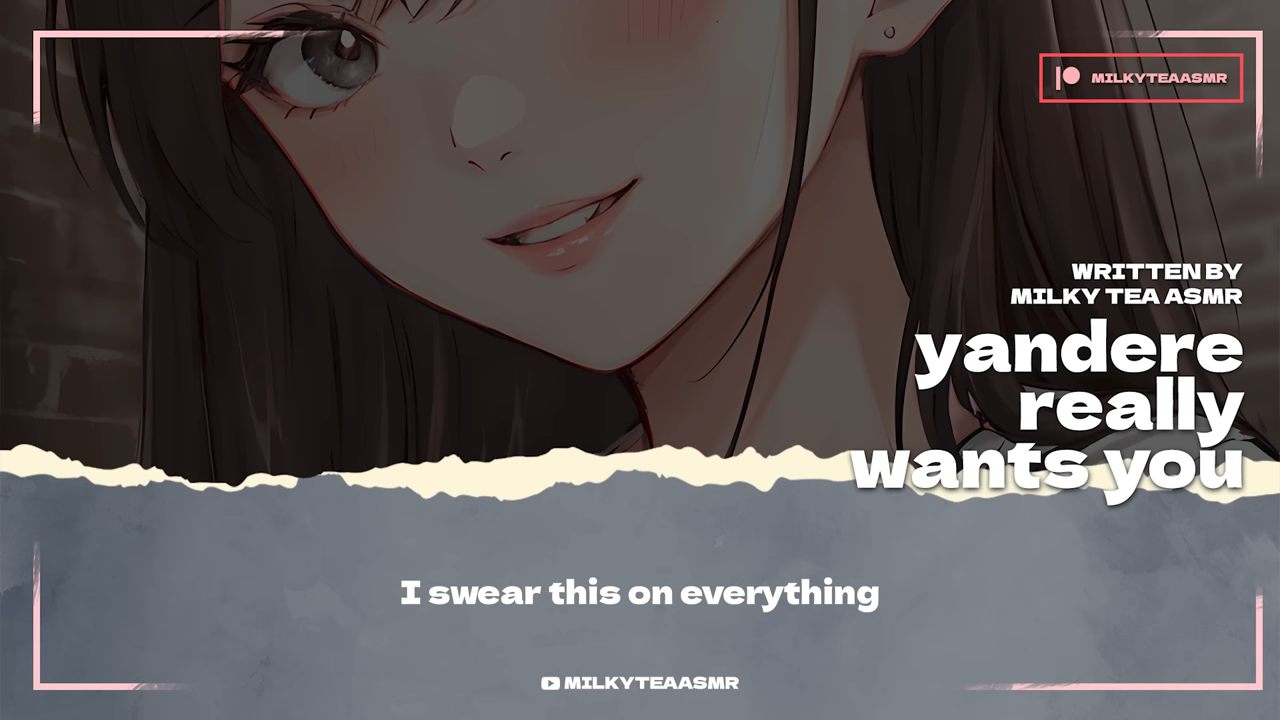 MILKYTEAASMR
WRITTEN BY
MILKY TEA ASMR
yandere
really
wants you
I swear this on everything
MILKYTEAASMR